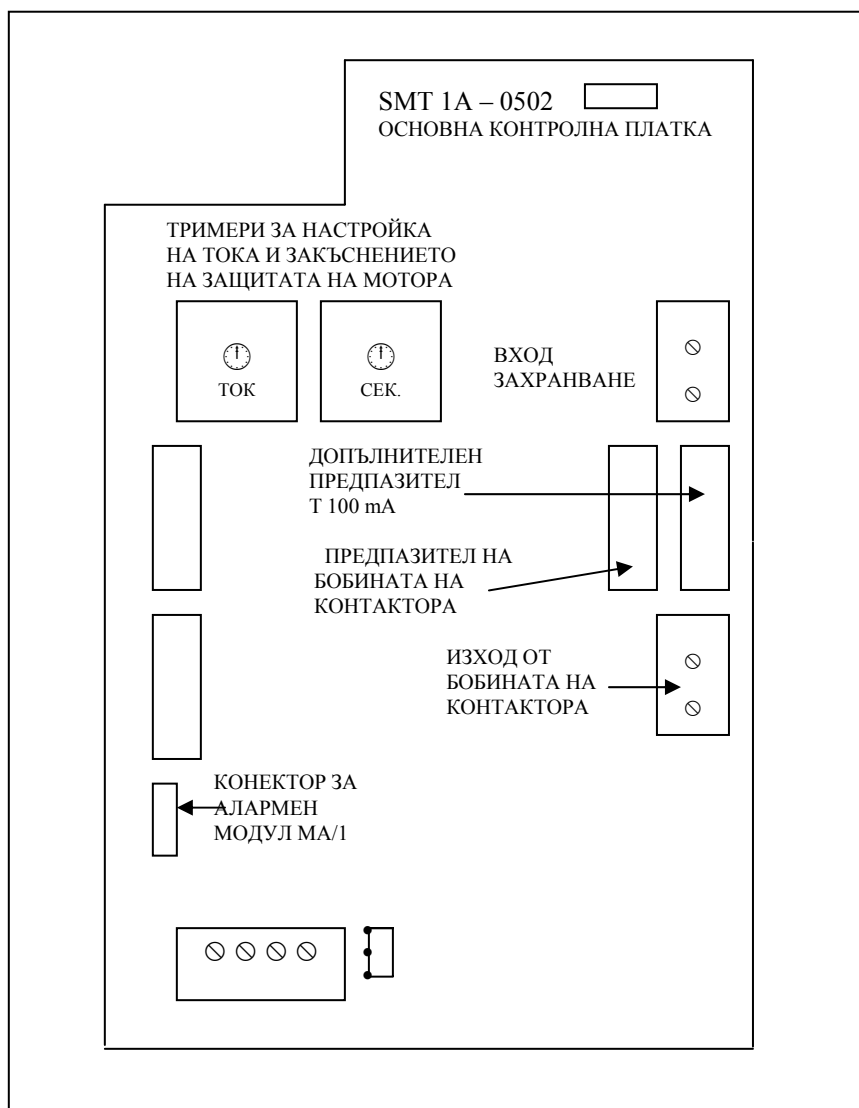 SMT 1A – 0502
ОСНОВНА КОНТРОЛНА ПЛАТКА
ТРИМЕРИ ЗА НАСТРОЙКА
НА ТОКА И ЗАКЪСНЕНИЕТО
НА ЗАЩИТАТА НА МОТОРА
ТОК
СЕК.
ВХОД
ЗАХРАНВАНЕ
ДОПЪЛНИТЕЛЕН
ПРЕДПАЗИТЕЛ
Т 100 mA
ПРЕДПАЗИТЕЛ НА
БОБИНАТА НА
КОНТАКТОРА
ИЗХОД ОТ
БОБИНАТА НА
КОНТАКТОРА
КОНЕКТОР ЗА
АЛАРМЕН
МОДУЛ МА/1